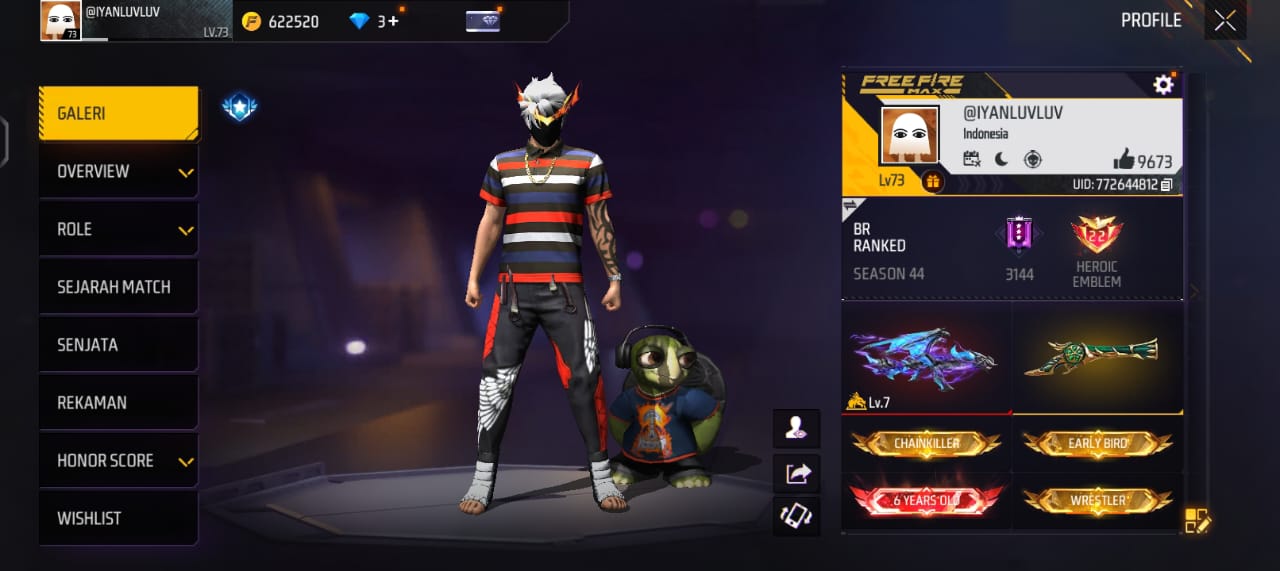 @IYANLUVLUV
73
LV.73
622520
3+
PROFILE
GALERI
OVERVIEW
ROLE
SEJARAH MATCH
SENJATA
REKAMAN
HONOR SCORE
WISHLIST
FREE FIRE
MAX
@IYANLUVLUV
Indonesia
9673
Lv73
UID: 772644812
BR
RANKED
SEASON 44
3144
22
HEROIC
EMBLEM
Lv.7
CHAINKILLER
EARLY BIRD
6 YEARS OLD
WRESTLER